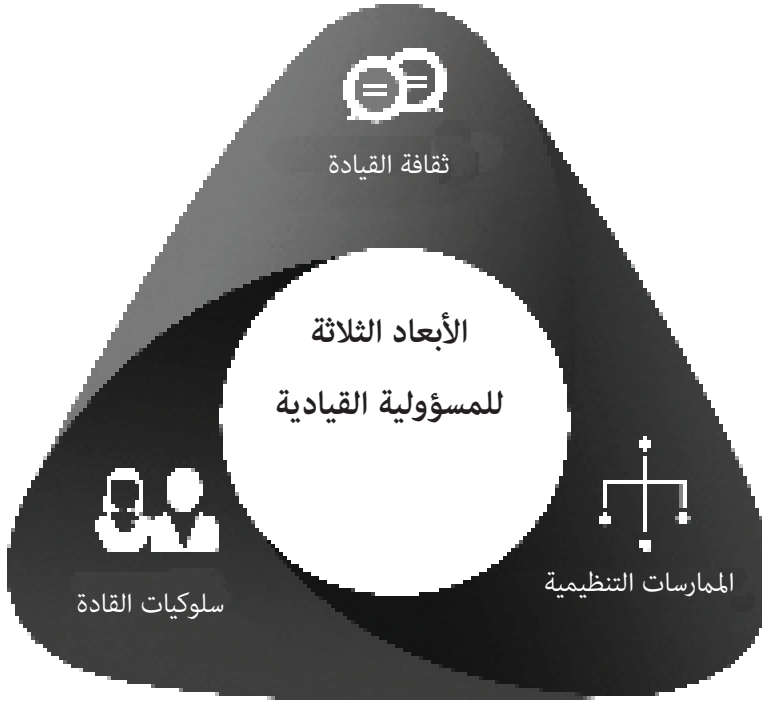 ثقافة القيادة
الأبعاد الثلاثة
للمسؤولية القيادية
الممارسات التنظيمية
سلوكيات القادة